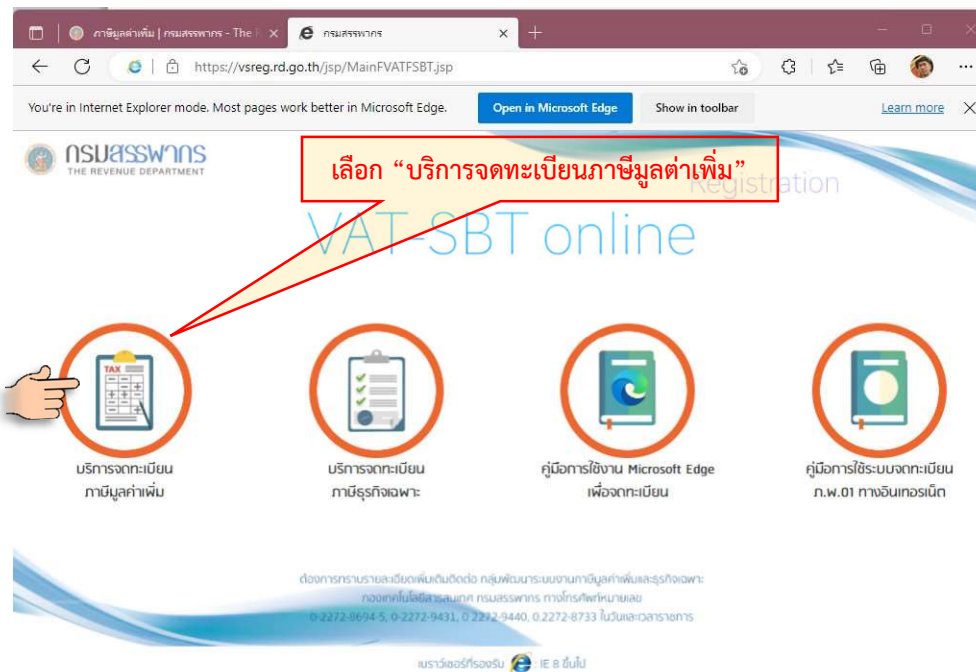 ภาษีมูลค่าเพิ่ม | กรมสรรพากร - The R
กรมสรรพากร
https://vsreg.rd.go.th/jsp/MainFVATFSBT.jsp
You're in Internet Explorer mode. Most pages work better in Microsoft Edge. Open in Microsoft Edge Show in toolbar Learn more
กรมสรรพากร
THE REVENUE DEPARTMENT
เลือก “บริการจดทะเบียนภาษีมูลต่าเพิ่ม”
Registration
VAT-SBT online
TAX
บริการจดทะเบียน
ภาษีมูลค่าเพิ่ม
บริการจดทะเบียน
ภาษีธุรกิจเฉพาะ
คู่มือการใช้งาน Microsoft Edge
เพื่อจดทะเบียน
คู่มือการใช้ระบบจดทะเบียน
ภ.พ.01 ทางอินเทอร์เน็ต
ต้องการทราบรายละเอียดเพิ่มเติมติดต่อ กลุ่มพัฒนาระบบงานภาษีมูลค่าเพิ่มและธุรกิจเฉพาะ
กองเทคโนโลยีสารสนเทศ กรมสรรพากร ทางโทรศัพท์หมายเลข
0-2272-8694-5, 0-2272-9431, 0 2272-9440, 0.2272-8733 ในวันและเวลาราชการ
เบราว์เซอร์ที่รองรับ : IE 8 ขึ้นไป